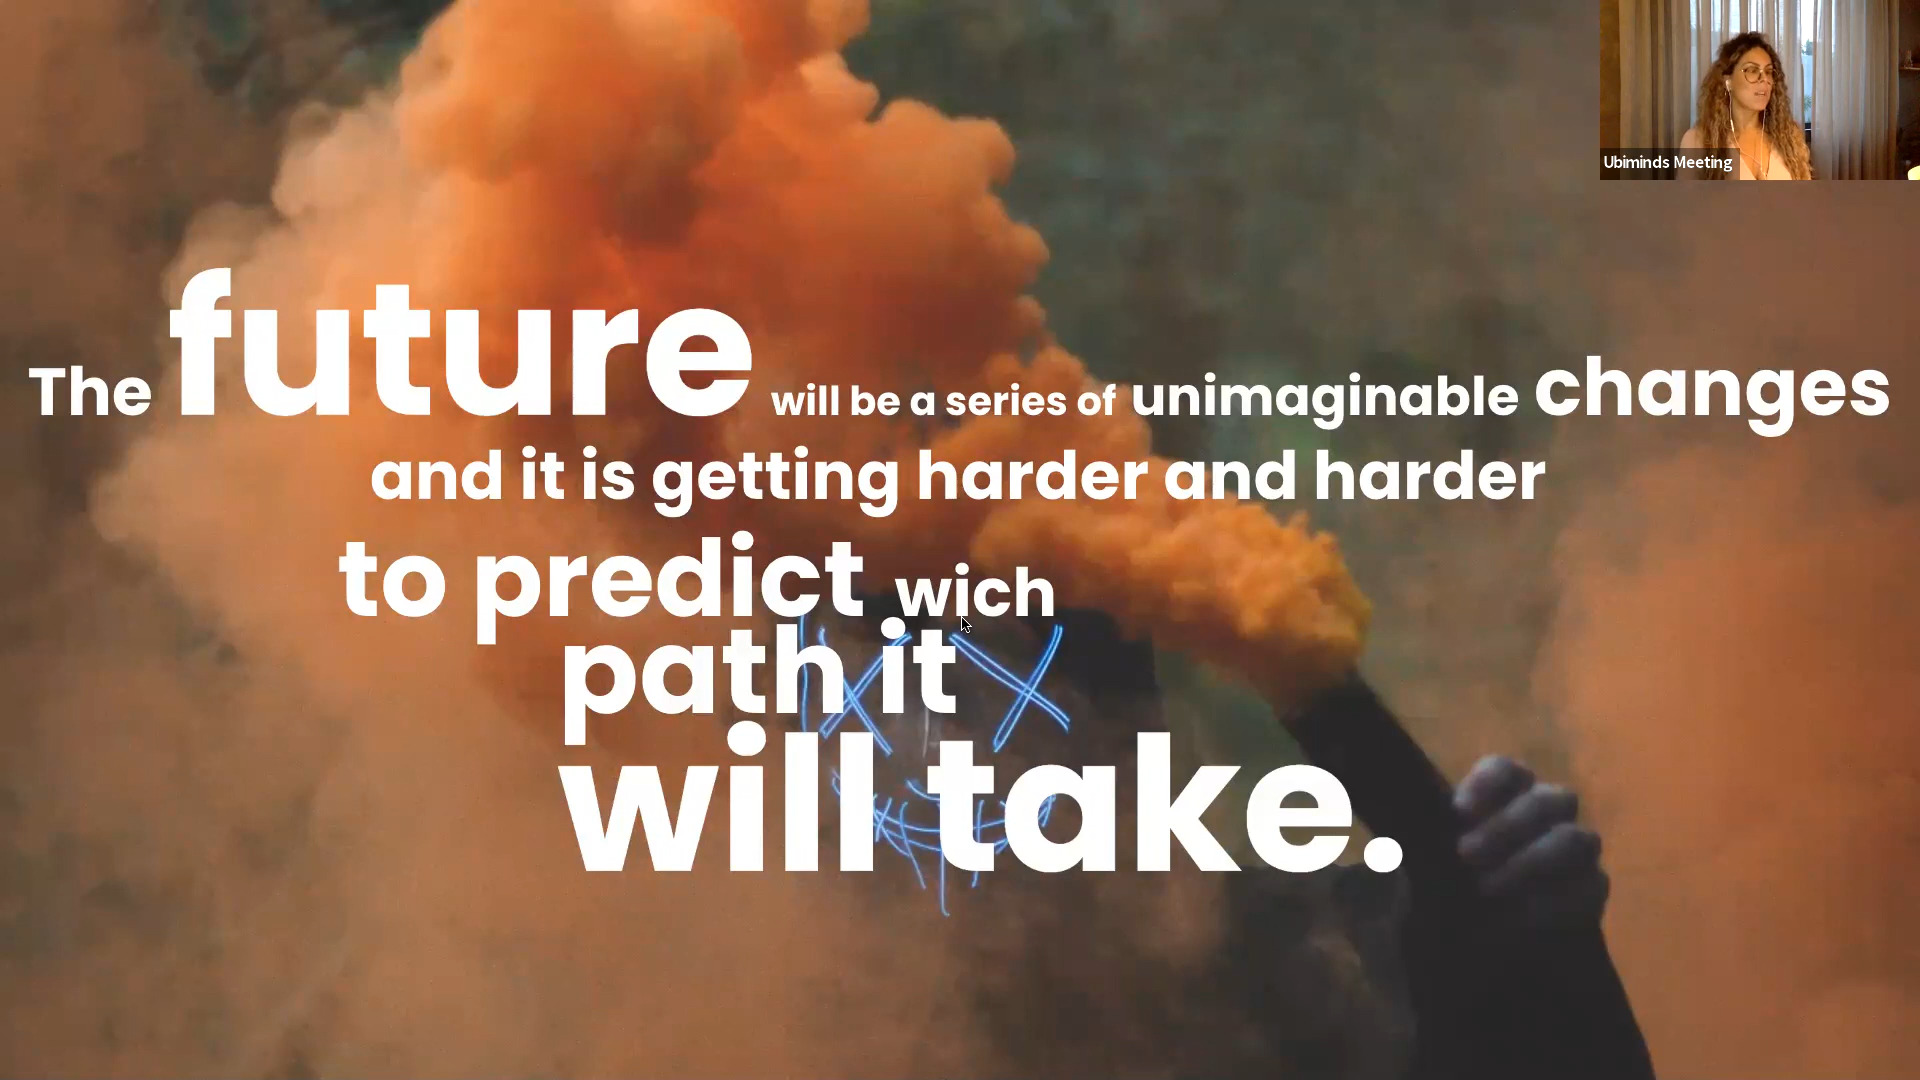 Ubiminds Meeting
The future will be a series of unimaginable changes
and it is getting harder and harder
to predict wich
path it
will take.